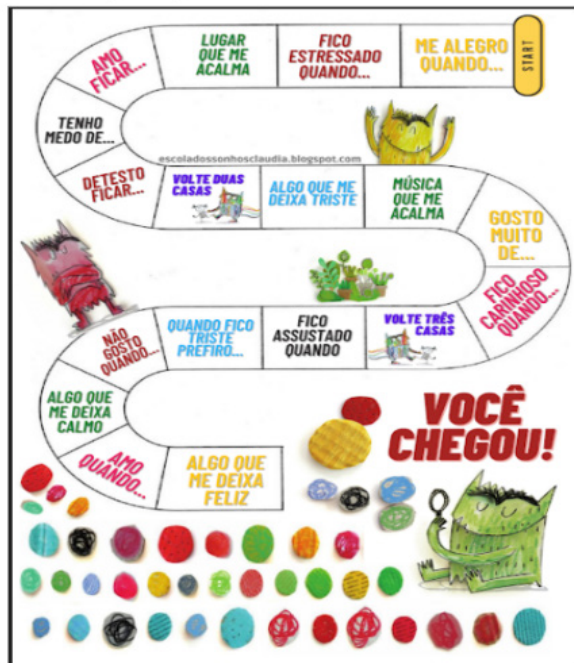 START
ME ALEGRO
QUANDO...
FICO
ESTRESSADO
QUANDO...
LUGAR
QUE ME
ACALMA
AMO
FICAR...
TENHO
MEDO DE...
DETESTO
FICAR...
escoladossonhosclaudia.blogspot.com
VOLTE DUAS
CASAS
ALGO QUE ME
DEIXA TRISTE
MÚSICA
QUE ME
ACALMA
GOSTO
MUITO
DE...
FICO
CARINHOSO
QUANDO...
VOLTE TRÊS
CASAS
FICO
ASSUSTADO
QUANDO
QUANDO FICO
TRISTE
PREFIRO...
NÃO
GOSTO
QUANDO...
ALGO QUE
ME DEIXA
CALMO
AMO
QUANDO...
ALGO QUE
ME DEIXA
FELIZ
VOCÊ
CHEGOU!